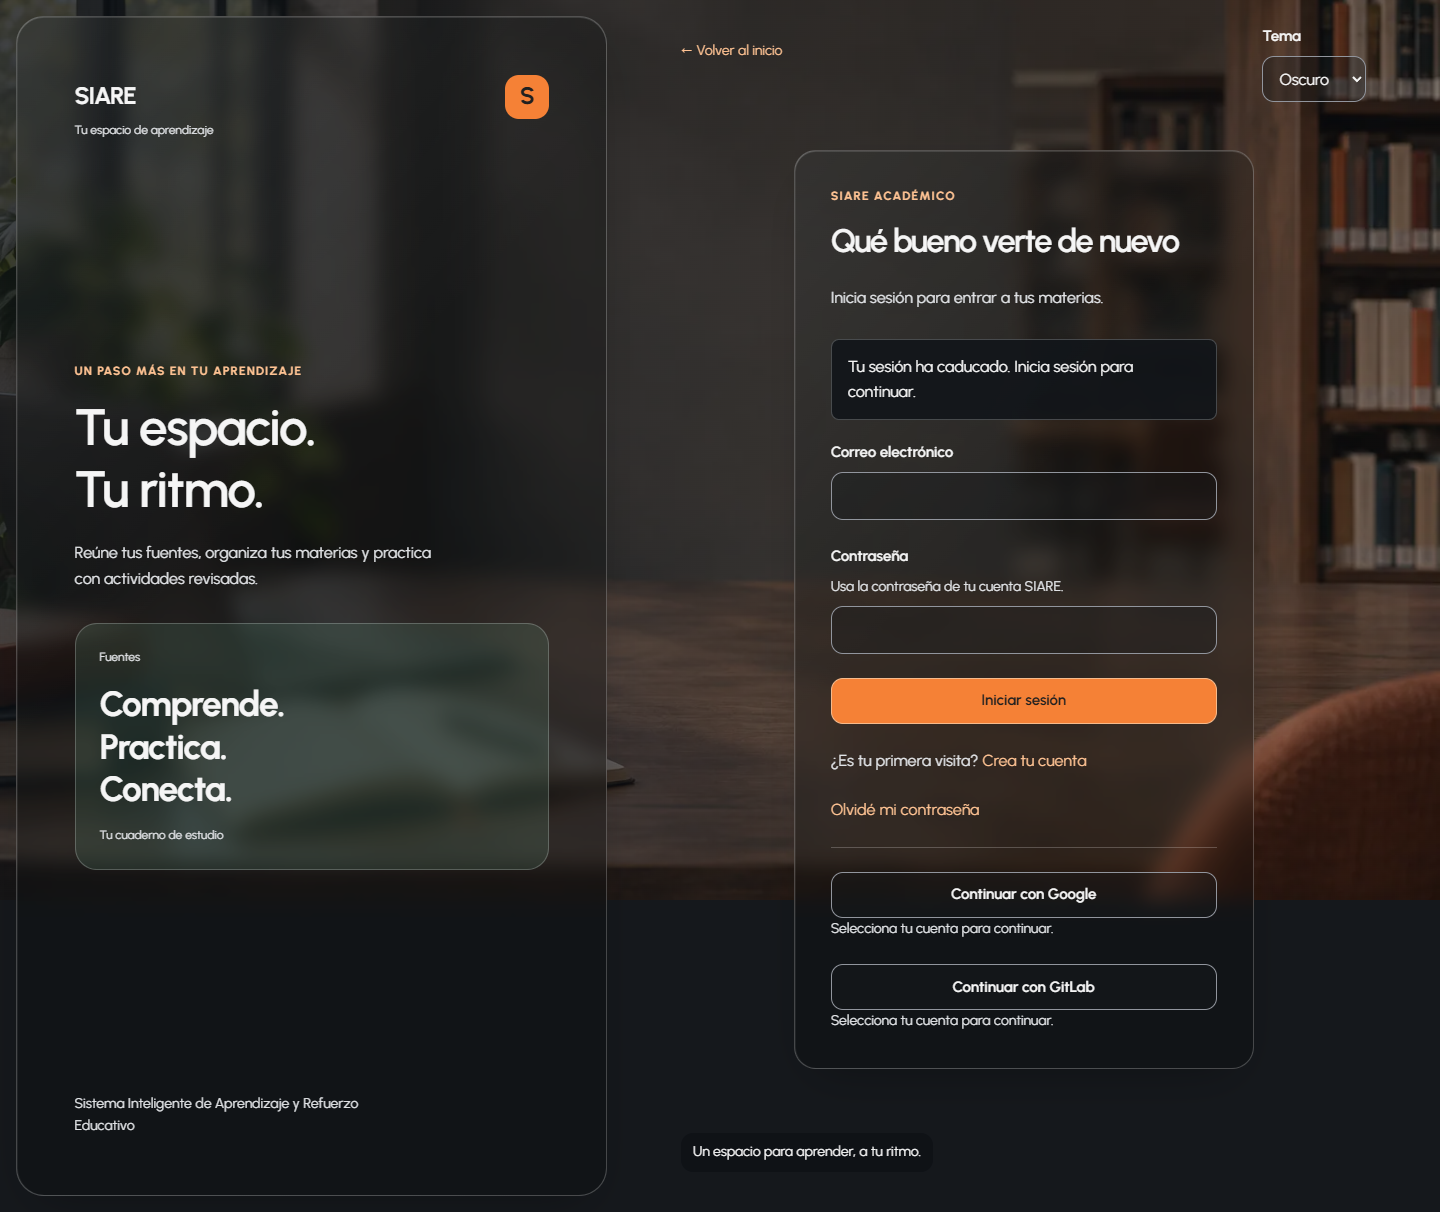 SIARE
S
Tu espacio de aprendizaje
UN PASO MÁS EN TU APRENDIZAJE
Tu espacio.
Tu ritmo.
Reúne tus fuentes, organiza tus materias y practica
con actividades revisadas.
Fuentes
Comprende.
Practica.
Conecta.
Tu cuaderno de estudio
Sistema Inteligente de Aprendizaje y Refuerzo
Educativo
← Volver al inicio
Tema
Oscuro
SIARE ACADÉMICO
Qué bueno verte de nuevo
Inicia sesión para entrar a tus materias.
Tu sesión ha caducado. Inicia sesión para
continuar.
Correo electrónico
Contraseña
Usa la contraseña de tu cuenta SIARE.
Iniciar sesión
¿Es tu primera visita? Crea tu cuenta
Olvidé mi contraseña
Continuar con Google
Selecciona tu cuenta para continuar.
Continuar con GitLab
Selecciona tu cuenta para continuar.
Un espacio para aprender, a tu ritmo.